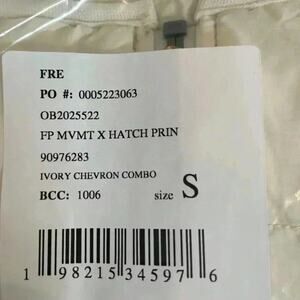 FRE
PO #: 0005223063
OB2025522
FP MVMT X HATCH PRIN
90976283
IVORY CHEVRON COMBO
BCC: 1006 size S
1 98215 34597 6